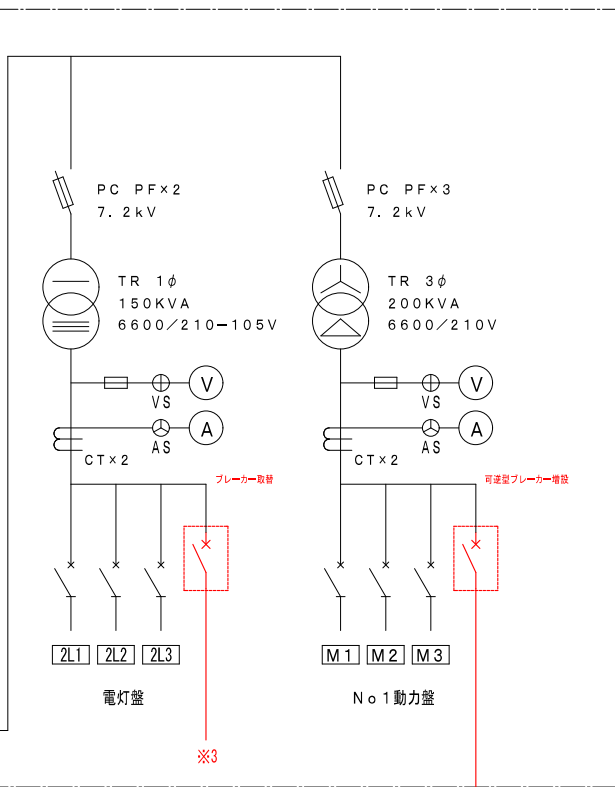 PC PF×2
7.2kV
PC PF×3
7.2kV
TR 1φ
150KVA
6600/210-105V
TR 3φ
200KVA
6600/210V
V
VS
A
AS
CT×2
V
VS
A
AS
CT×2
ブレーカー取替
可逆型ブレーカー増設
2L1 2L2 2L3
M1 M2 M3
電灯盤
No1動力盤
※3